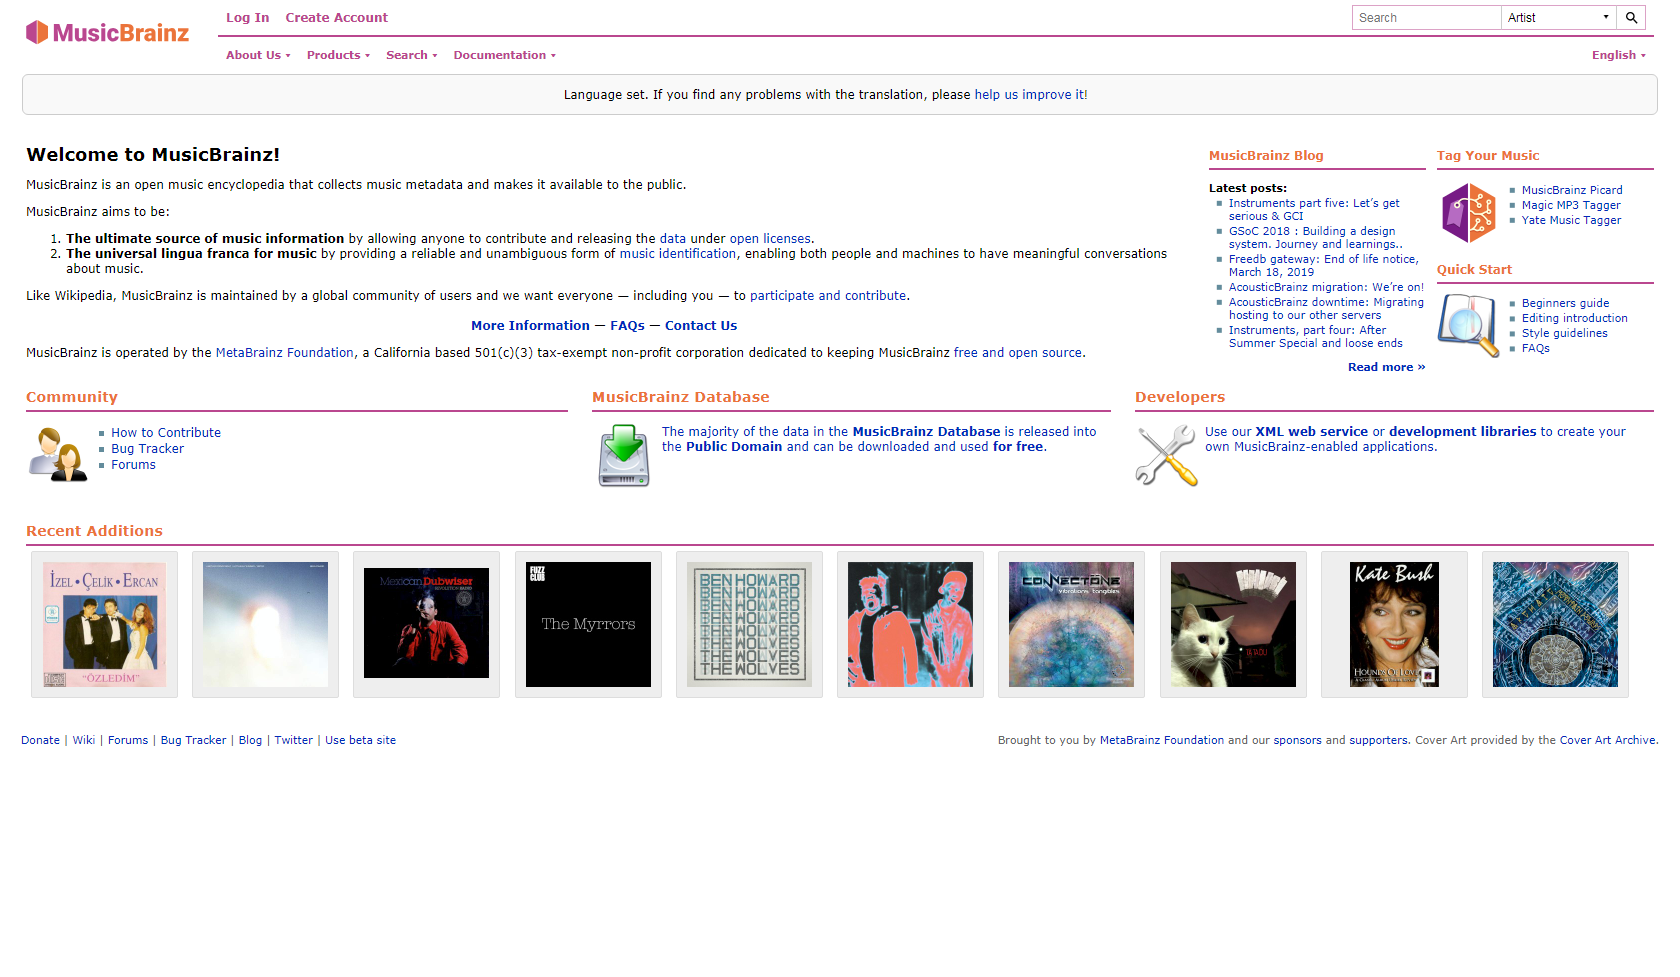 MusicBrainz
Log In Create Account
Search Artist
About Us Products Search Documentation English
Language set. If you find any problems with the translation, please help us improve it!
Welcome to MusicBrainz!
MusicBrainz is an open music encyclopedia that collects music metadata and makes it available to the public.
MusicBrainz aims to be:
1. The ultimate source of music information by allowing anyone to contribute and releasing the data under open licenses.
2. The universal lingua franca for music by providing a reliable and unambiguous form of music identification, enabling both people and machines to have meaningful conversations
about music.
Like Wikipedia, MusicBrainz is maintained by a global community of users and we want everyone — including you — to participate and contribute.
More Information — FAQs — Contact Us
MusicBrainz is operated by the MetaBrainz Foundation, a California based 501(c)(3) tax-exempt non-profit corporation dedicated to keeping MusicBrainz free and open source.
MusicBrainz Blog
Latest posts:
Instruments part five: Let's get
serious & GCI
GSoC 2018 : Building a design
system. Journey and learnings..
Freedb gateway: End of life notice,
March 18, 2019
AcousticBrainz migration: We're on!
AcousticBrainz downtime: Migrating
hosting to our other servers
Instruments, part four: After
Summer Special and loose ends
Read more »
Tag Your Music
MusicBrainz Picard
Magic MP3 Tagger
Yate Music Tagger
Quick Start
Beginners guide
Editing introduction
Style guidelines
FAQs
Community
How to Contribute
Bug Tracker
Forums
MusicBrainz Database
The majority of the data in the MusicBrainz Database is released into
the Public Domain and can be downloaded and used for free.
Developers
Use our XML web service or development libraries to create your
own MusicBrainz-enabled applications.
Recent Additions
İZEL • ÇELİK • ERCAN
"ÖZLEDİM"
Mexican Dubwiser
REVOLUTION RADIO
FUZZ
CLUB
The Myrrors
BEN HOWARD
THE WOLVES
CONNECTONE
vibrations tangibles
TATAOU
Kate Bush
HOUNDS OF LOVE
Donate | Wiki | Forums | Bug Tracker | Blog | Twitter | Use beta site
Brought to you by MetaBrainz Foundation and our sponsors and supporters. Cover Art provided by the Cover Art Archive.